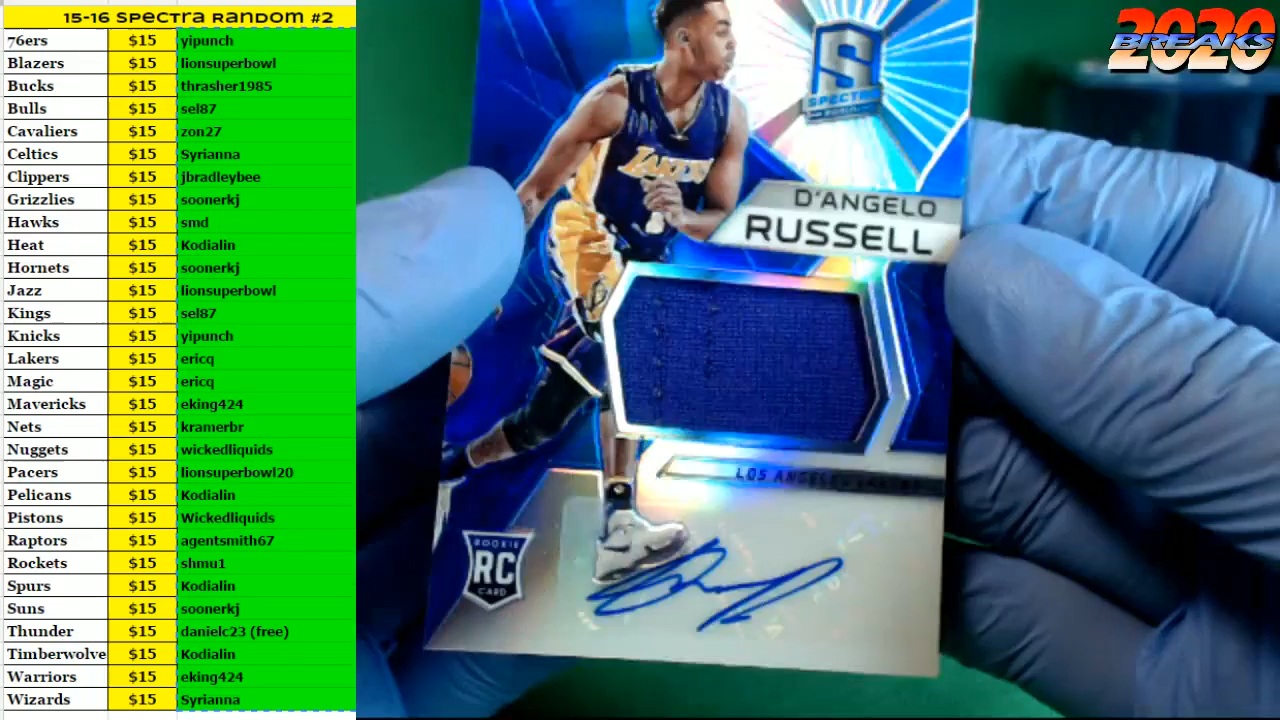 15-16 Spectra Random #2
76ers $15 yipunch
Blazers $15 lionsuperbowl
Bucks $15 thrasher1985
Bulls $15 sel87
Cavaliers $15 zon27
Celtics $15 Syrianna
Clippers $15 jbradleybee
Grizzlies $15 soonerkj
Hawks $15 smd
Heat $15 Kodialin
Hornets $15 soonerkj
Jazz $15 lionsuperbowl
Kings $15 sel87
Knicks $15 yipunch
Lakers $15 ericq
Magic $15 ericq
Mavericks $15 eking424
Nets $15 kramerbr
Nuggets $15 wickedliquids
Pacers $15 lionsuperbowl20
Pelicans $15 Kodialin
Pistons $15 Wickedliquids
Raptors $15 agentsmith67
Rockets $15 shmu1
Spurs $15 Kodialin
Suns $15 soonerkj
Thunder $15 danielc23 (free)
Timberwolve $15 Kodialin
Warriors $15 eking424
Wizards $15 Syrianna
2020
BREAKS
S
SPECTRA
LAKERS
D'ANGELO
RUSSELL
LOS ANGELES LAKERS
ROOKIE
RC
CARD